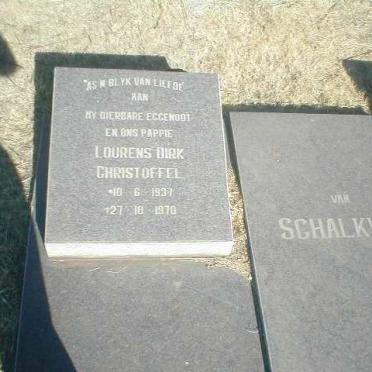 "AS N BLYK VAN LIEFDE"
AAN
MY DIERBARE EGGENOOT
EN ONS PAPPIE
LOURENS DIRK
CHRISTOFFEL
*10 - 6 - 1937
+27 - 10 - 1970
VAN
SCHALKW